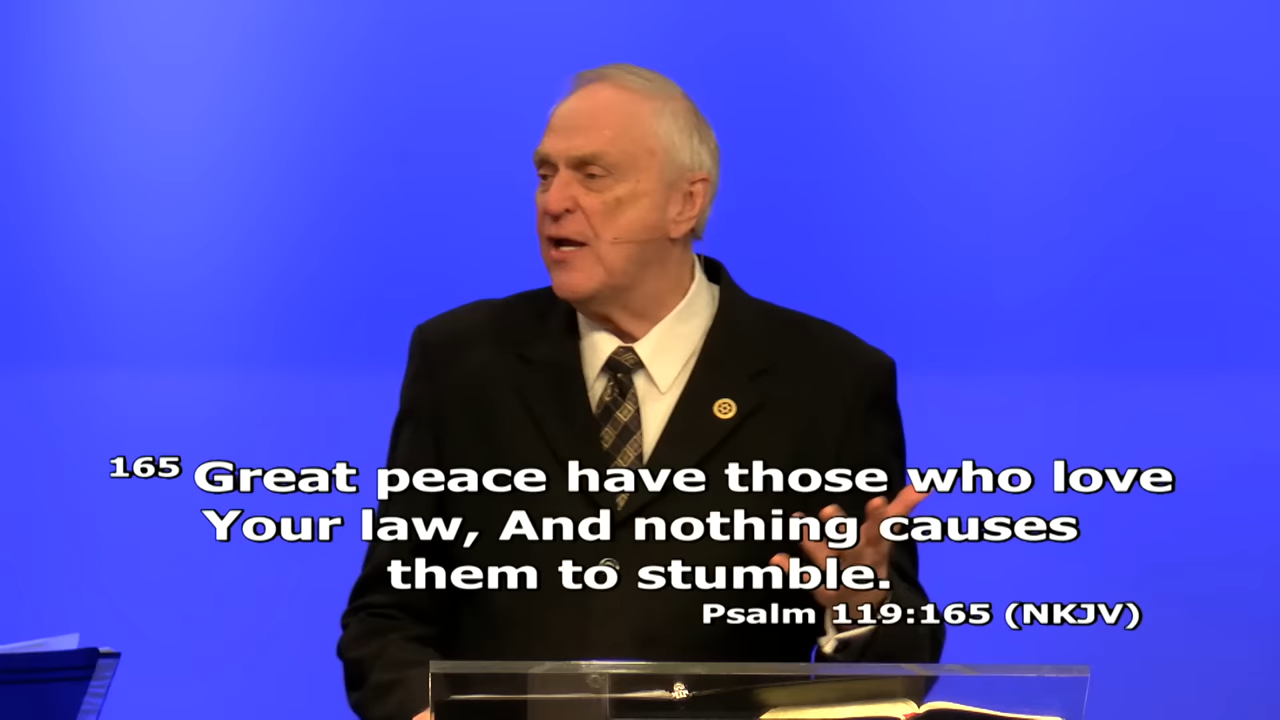 165 Great peace have those who love
Your law, And nothing causes
them to stumble.
Psalm 119:165 (NKJV)